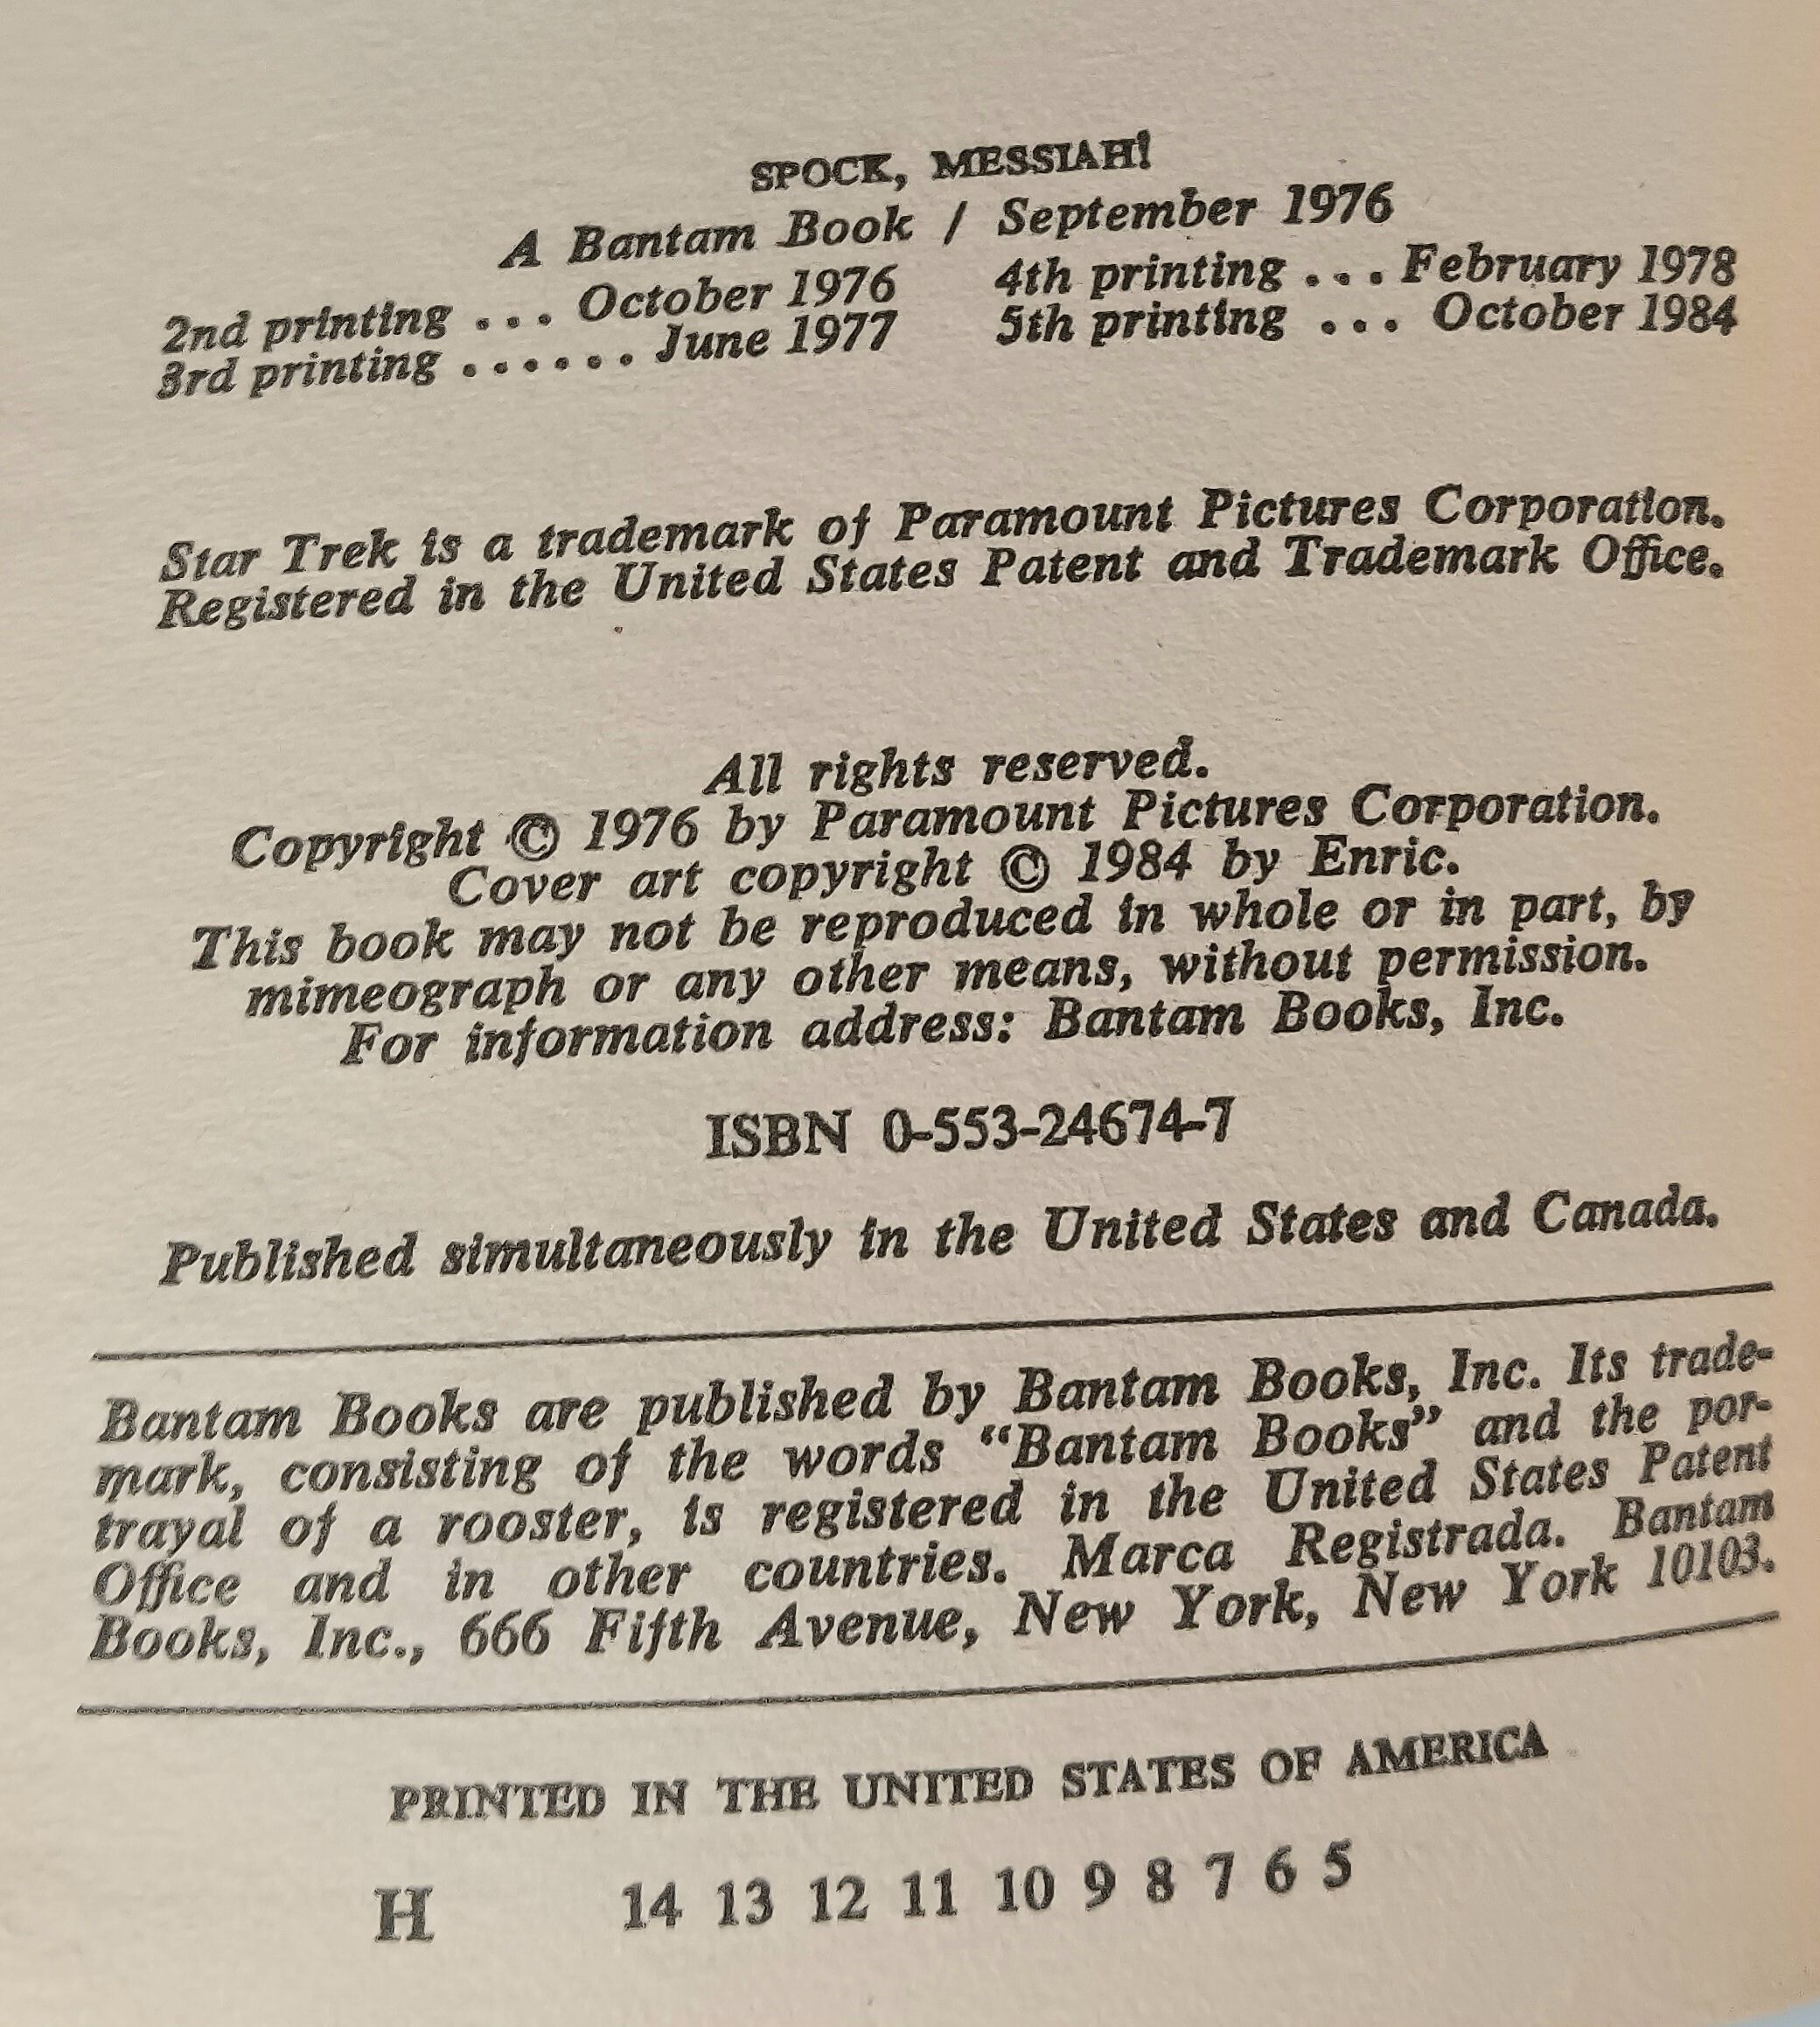 SPOCK, MESSIAH!
A Bantam Book / September 1976
2nd printing ... October 1976 4th printing ... February 1978
3rd printing ...... June 1977 5th printing ... October 1984
Star Trek is a trademark of Paramount Pictures Corporation.
Registered in the United States Patent and Trademark Office.
All rights reserved.
Copyright © 1976 by Paramount Pictures Corporation.
Cover art copyright © 1984 by Enric.
This book may not be reproduced in whole or in part, by
mimeograph or any other means, without permission.
For information address: Bantam Books, Inc.
ISBN 0-553-24674-7
Published simultaneously in the United States and Canada.
Bantam Books are published by Bantam Books, Inc. Its trade-
mark, consisting of the words “Bantam Books” and the por-
trayal of a rooster, is registered in the United States Patent
Office and in other countries. Marca Registrada. Bantam
Books, Inc., 666 Fifth Avenue, New York, New York 10103.
PRINTED IN THE UNITED STATES OF AMERICA
H 14 13 12 11 10 9 8 7 6 5